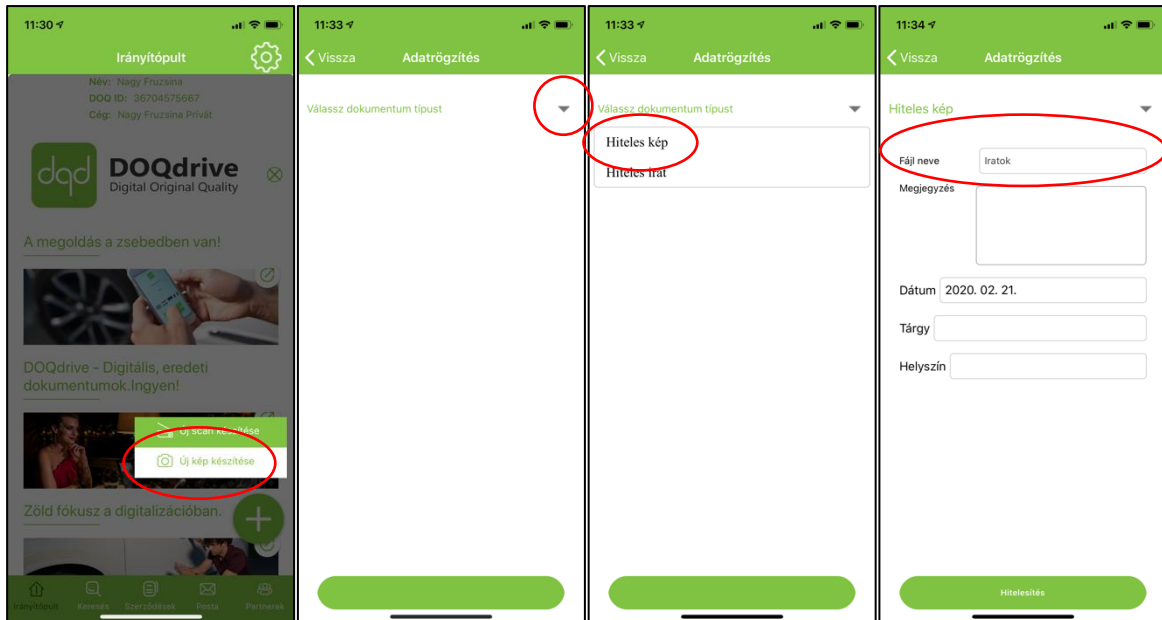 11:30
Irányítópult
Név: Nagy Fruzsina
DOQ ID: 36704575667
Cég: Nagy Fruzsina Privát
dqd
DOQdrive
Digital Original Quality
A megoldás a zsebedben van!
DOQdrive - Digitális, eredeti
dokumentumok.Ingyen!
Új scan készítése
Új kép készítése
Zöld fókusz a digitalizációban.
Irányítópult Keresés Szerződések Posta Partnerek
11:33
Vissza Adatrögzítés
Válassz dokumentum típust
11:33
Vissza Adatrögzítés
Válassz dokumentum típust
Hiteles kép
Hiteles irat
11:34
Vissza Adatrögzítés
Hiteles kép
Fájl neve Iratok
Megjegyzés
Dátum 2020. 02. 21.
Tárgy
Helyszín
Hitelesítés